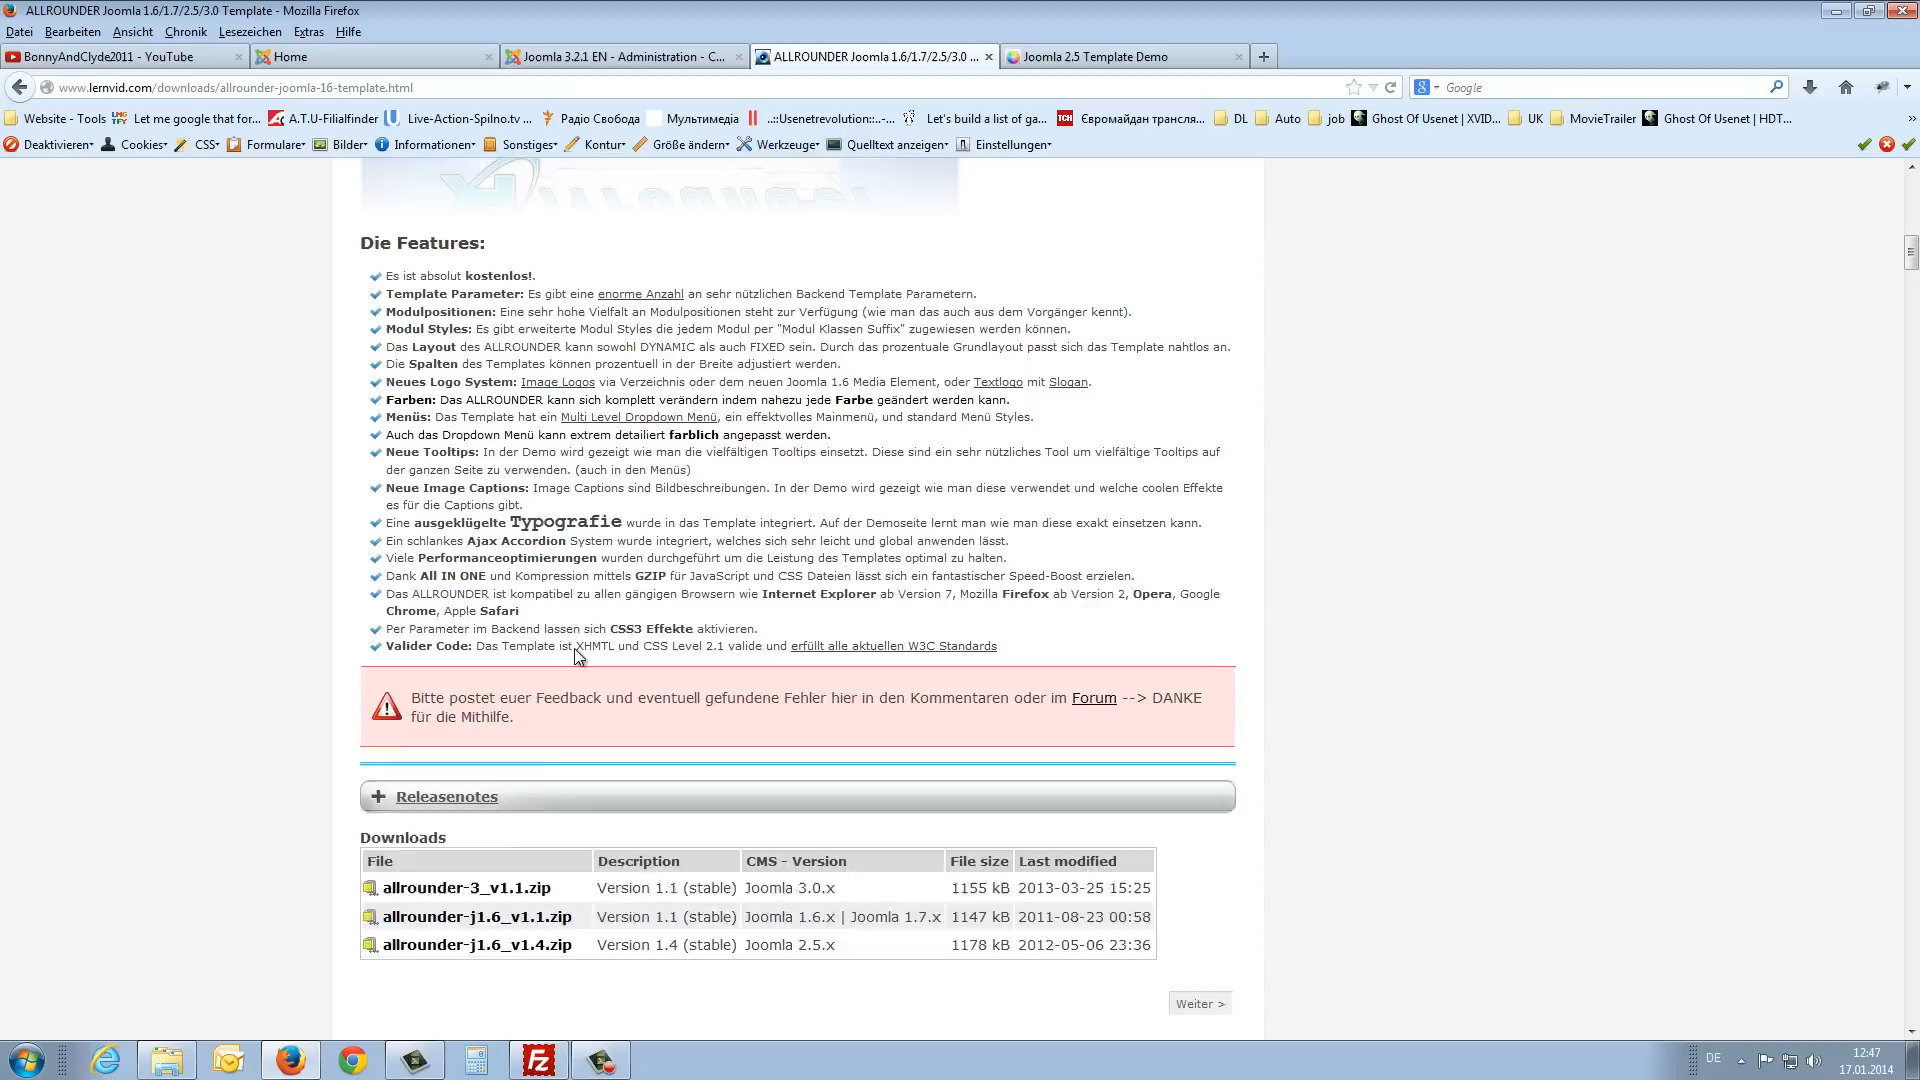 ALLROUNDER Joomla 1.6/1.7/2.5/3.0 Template - Mozilla Firefox
Datei Bearbeiten Ansicht Chronik Lesezeichen Extras Hilfe
BonnyAndClyde2011 - YouTube Home Joomla 3.2.1 EN - Administration - C... ALLROUNDER Joomla 1.6/1.7/2.5/3.0 ... Joomla 2.5 Template Demo
www.lernvid.com/downloads/allrounder-joomla-16-template.html Google
Website - Tools Let me google that for... A.T.U-Filialfinder Live-Action-Spilno.tv ... Радіо Свобода Мультимедіа ..::Usenetrevolution::..-... Let's build a list of ga... Євромайдан трансля... DL Auto job Ghost Of Usenet | XVID... UK MovieTrailer Ghost Of Usenet | HDT...
Deaktivieren Cookies CSS Formulare Bilder Informationen Sonstiges Kontur Größe ändern Werkzeuge Quelltext anzeigen Einstellungen
Die Features:
Es ist absolut kostenlos!.
Template Parameter: Es gibt eine enorme Anzahl an sehr nützlichen Backend Template Parametern.
Modulpositionen: Eine sehr hohe Vielfalt an Modulpositionen steht zur Verfügung (wie man das auch aus dem Vorgänger kennt).
Modul Styles: Es gibt erweiterte Modul Styles die jedem Modul per "Modul Klassen Suffix" zugewiesen werden können.
Das Layout des ALLROUNDER kann sowohl DYNAMIC als auch FIXED sein. Durch das prozentuale Grundlayout passt sich das Template nahtlos an.
Die Spalten des Templates können prozentuell in der Breite adjustiert werden.
Neues Logo System: Image Logos via Verzeichnis oder dem neuen Joomla 1.6 Media Element, oder Textlogo mit Slogan.
Farben: Das ALLROUNDER kann sich komplett verändern indem nahezu jede Farbe geändert werden kann.
Menüs: Das Template hat ein Multi Level Dropdown Menü, ein effektvolles Mainmenü, und standard Menü Styles.
Auch das Dropdown Menü kann extrem detailiert farblich angepasst werden.
Neue Tooltips: In der Demo wird gezeigt wie man die vielfältigen Tooltips einsetzt. Diese sind ein sehr nützliches Tool um vielfältige Tooltips auf
der ganzen Seite zu verwenden. (auch in den Menüs)
Neue Image Captions: Image Captions sind Bildbeschreibungen. In der Demo wird gezeigt wie man diese verwendet und welche coolen Effekte
es für die Captions gibt.
Eine ausgeklügelte Typografie wurde in das Template integriert. Auf der Demoseite lernt man wie man diese exakt einsetzen kann.
Ein schlankes Ajax Accordion System wurde integriert, welches sich sehr leicht und global anwenden lässt.
Viele Performanceoptimierungen wurden durchgeführt um die Leistung des Templates optimal zu halten.
Dank All IN ONE und Kompression mittels GZIP für JavaScript und CSS Dateien lässt sich ein fantastischer Speed-Boost erzielen.
Das ALLROUNDER ist kompatibel zu allen gängigen Browsern wie Internet Explorer ab Version 7, Mozilla Firefox ab Version 2, Opera, Google
Chrome, Apple Safari
Per Parameter im Backend lassen sich CSS3 Effekte aktivieren.
Valider Code: Das Template ist XHMTL und CSS Level 2.1 valide und erfüllt alle aktuellen W3C Standards
Bitte postet euer Feedback und eventuell gefundene Fehler hier in den Kommentaren oder im Forum --> DANKE
für die Mithilfe.
Releasenotes
Downloads
File Description CMS - Version File size Last modified
allrounder-3_v1.1.zip Version 1.1 (stable) Joomla 3.0.x 1155 kB 2013-03-25 15:25
allrounder-j1.6_v1.1.zip Version 1.1 (stable) Joomla 1.6.x | Joomla 1.7.x 1147 kB 2011-08-23 00:58
allrounder-j1.6_v1.4.zip Version 1.4 (stable) Joomla 2.5.x 1178 kB 2012-05-06 23:36
Weiter >
DE 12:47
17.01.2014